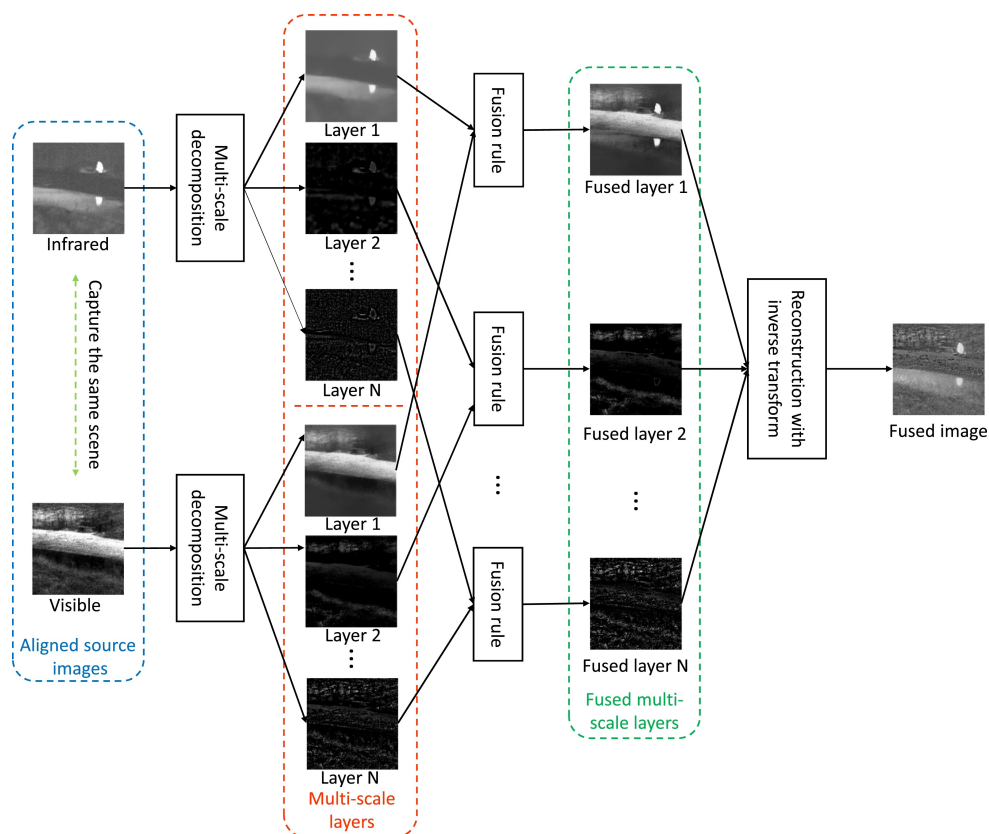 Infrared
Capture the same scene
Visible
Aligned source
images
Multi-scale
decomposition
Multi-scale
decomposition
Layer 1
Layer 2
...
Layer N
Layer 1
Layer 2
...
Layer N
Multi-scale
layers
Fusion rule
Fusion rule
...
Fusion rule
Fused layer 1
Fused layer 2
...
Fused layer N
Fused multi-
scale layers
Reconstruction with
inverse transform
Fused image